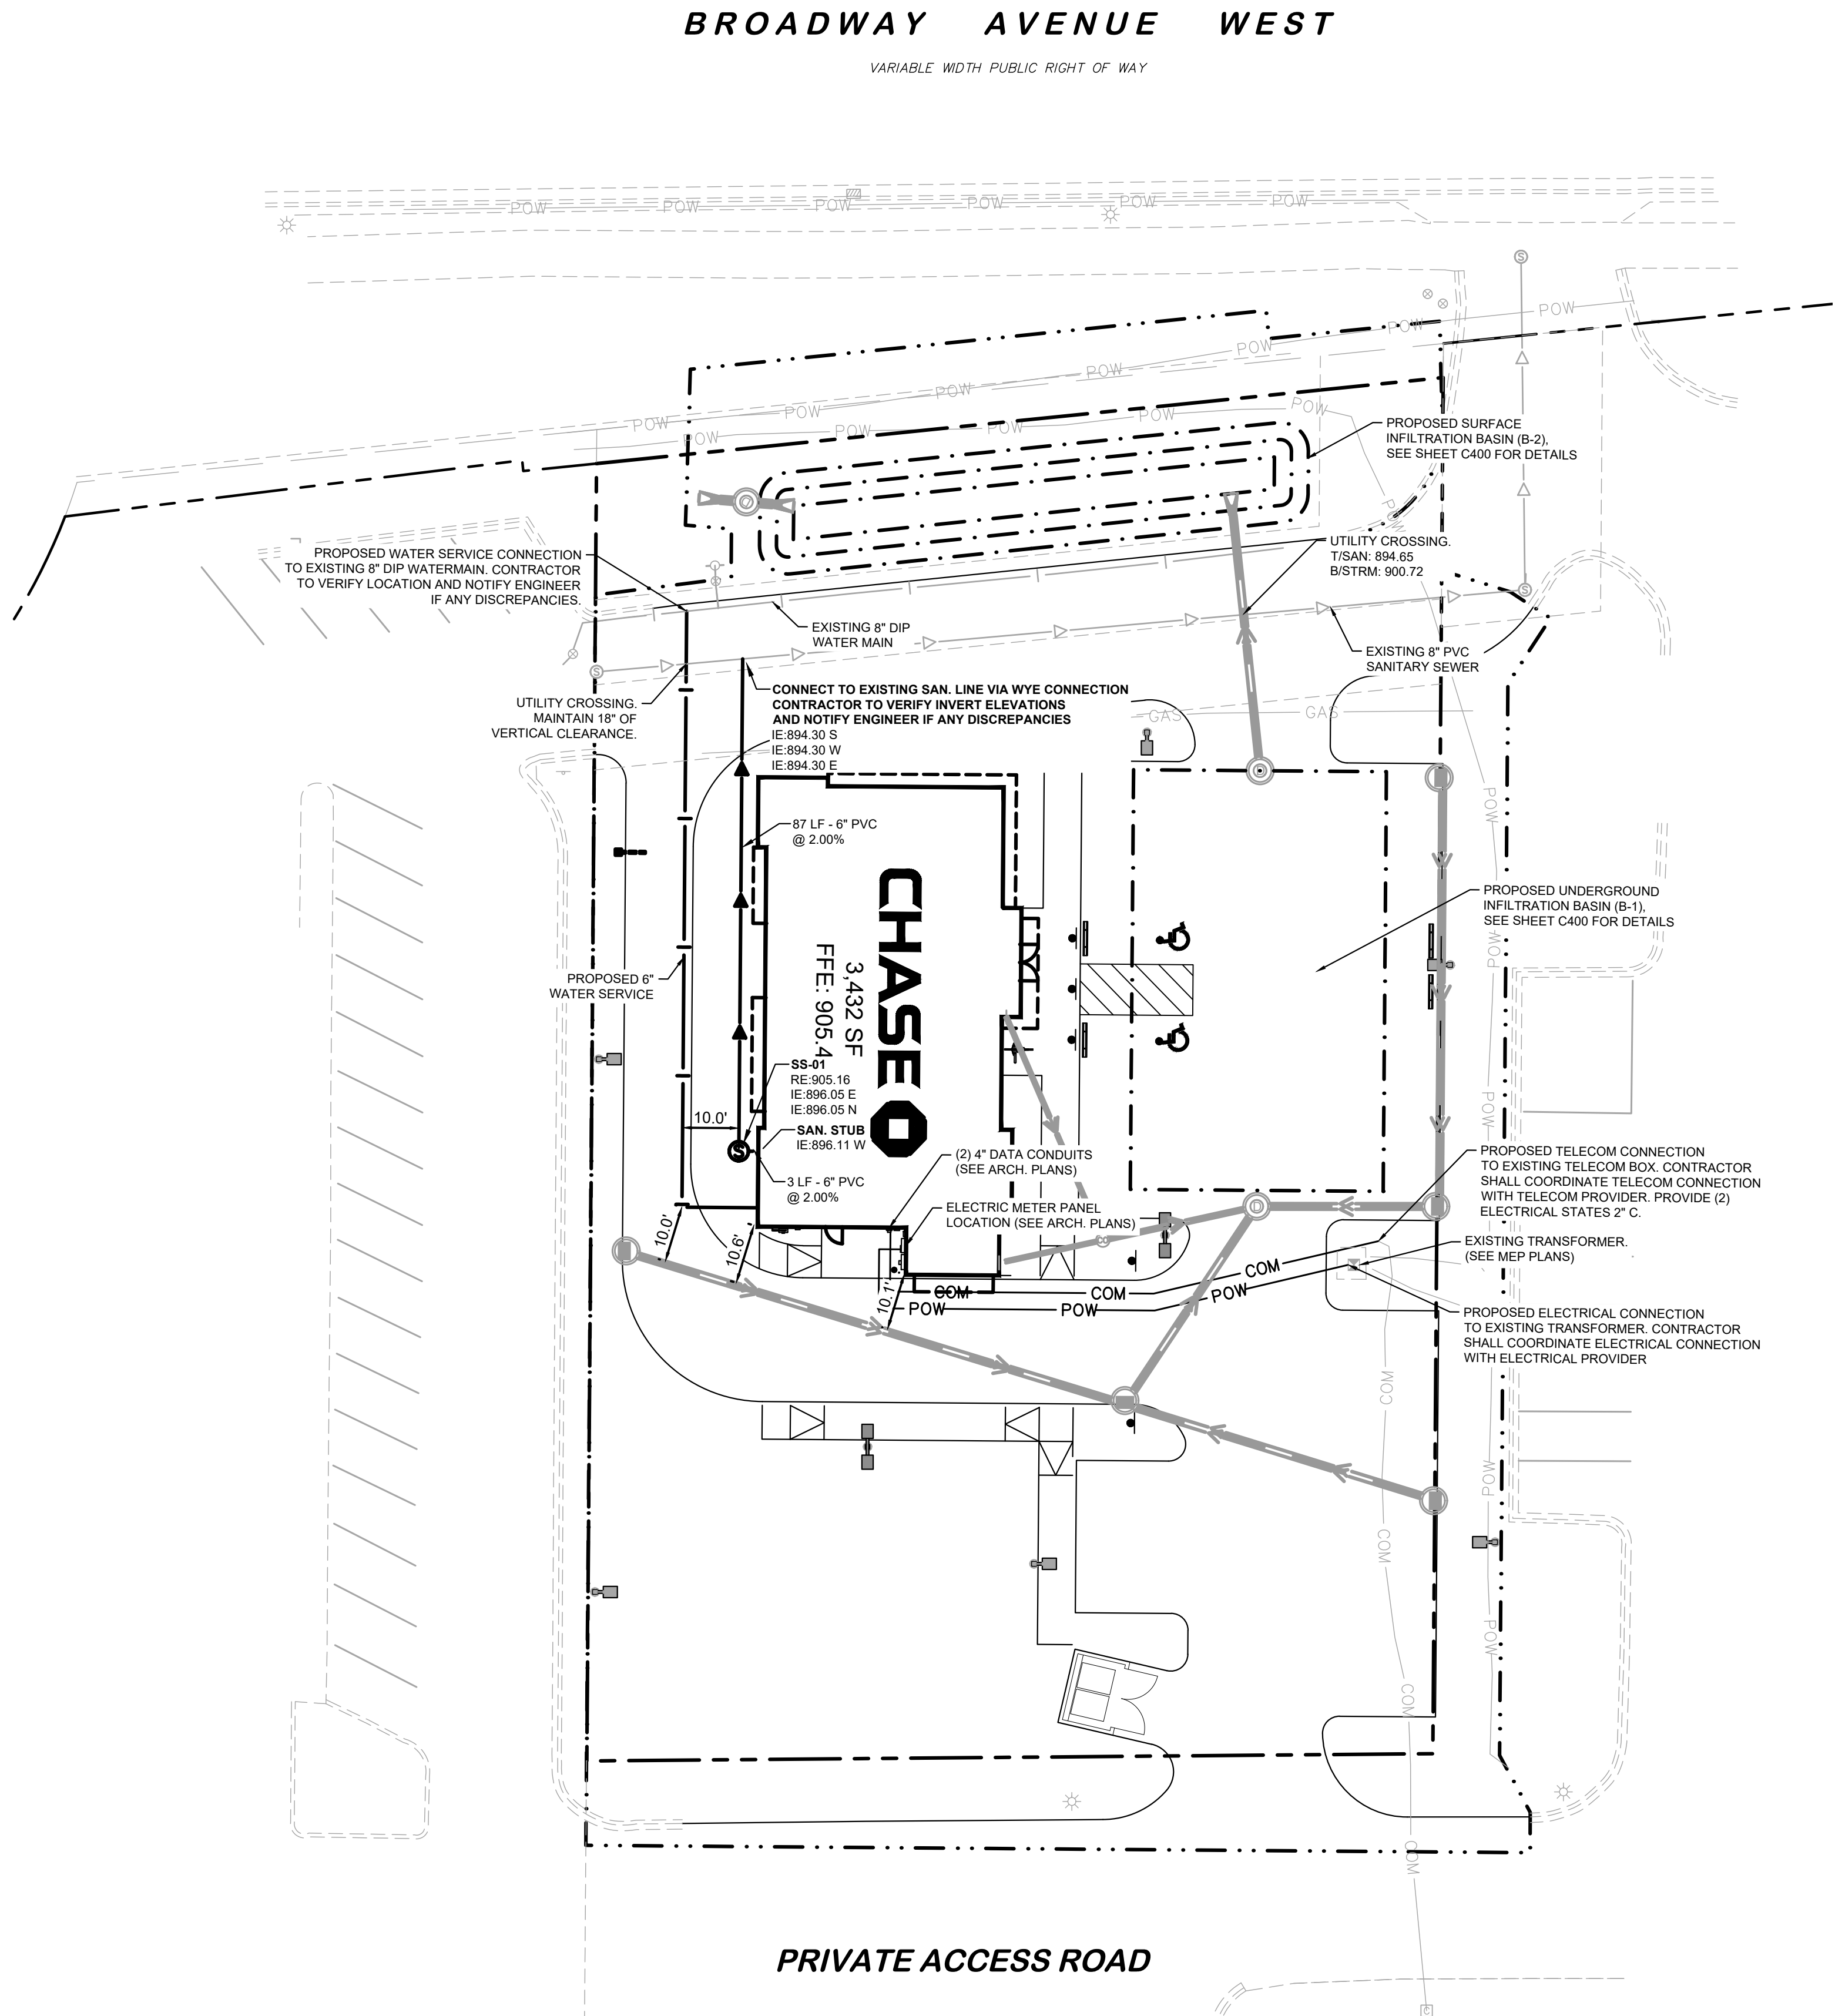 BROADWAY AVENUE WEST
VARIABLE WIDTH PUBLIC RIGHT OF WAY
POW POW POW POW POW POW
POW
POW
POW
POW
POW
POW
POW
POW
POW
POW
POW
POW
POW
PROPOSED SURFACE
INFILTRATION BASIN (B-2),
SEE SHEET C400 FOR DETAILS
S
UTILITY CROSSING.
T/SAN: 894.65
B/STRM: 900.72
PROPOSED WATER SERVICE CONNECTION
TO EXISTING 8" DIP WATERMAIN. CONTRACTOR
TO VERIFY LOCATION AND NOTIFY ENGINEER
IF ANY DISCREPANCIES.
S
EXISTING 8" DIP
WATER MAIN
EXISTING 8" PVC
SANITARY SEWER
S
CONNECT TO EXISTING SAN. LINE VIA WYE CONNECTION
CONTRACTOR TO VERIFY INVERT ELEVATIONS
AND NOTIFY ENGINEER IF ANY DISCREPANCIES
IE:894.30 S
IE:894.30 W
IE:894.30 E
UTILITY CROSSING.
MAINTAIN 18" OF
VERTICAL CLEARANCE.
GAS GAS
D
POW
87 LF - 6" PVC
@ 2.00%
PROPOSED UNDERGROUND
INFILTRATION BASIN (B-1),
SEE SHEET C400 FOR DETAILS
POW
CHASE
3,432 SF
FFE: 905.4
PROPOSED 6"
WATER SERVICE
SS-01
RE:905.16
IE:896.05 E
IE:896.05 N
SAN. STUB
IE:896.11 W
10.0'
S
POW
3 LF - 6" PVC
@ 2.00%
(2) 4" DATA CONDUITS
(SEE ARCH. PLANS)
ELECTRIC METER PANEL
LOCATION (SEE ARCH. PLANS)
CO
D
PROPOSED TELECOM CONNECTION
TO EXISTING TELECOM BOX. CONTRACTOR
SHALL COORDINATE TELECOM CONNECTION
WITH TELECOM PROVIDER. PROVIDE (2)
ELECTRICAL STATES 2" C.
EXISTING TRANSFORMER.
(SEE MEP PLANS)
10.0'
10.6'
10.1'
COM COM COM
POW POW POW
PROPOSED ELECTRICAL CONNECTION
TO EXISTING TRANSFORMER. CONTRACTOR
SHALL COORDINATE ELECTRICAL CONNECTION
WITH ELECTRICAL PROVIDER
COM
POW
COM
POW
COM
COM
PRIVATE ACCESS ROAD
C